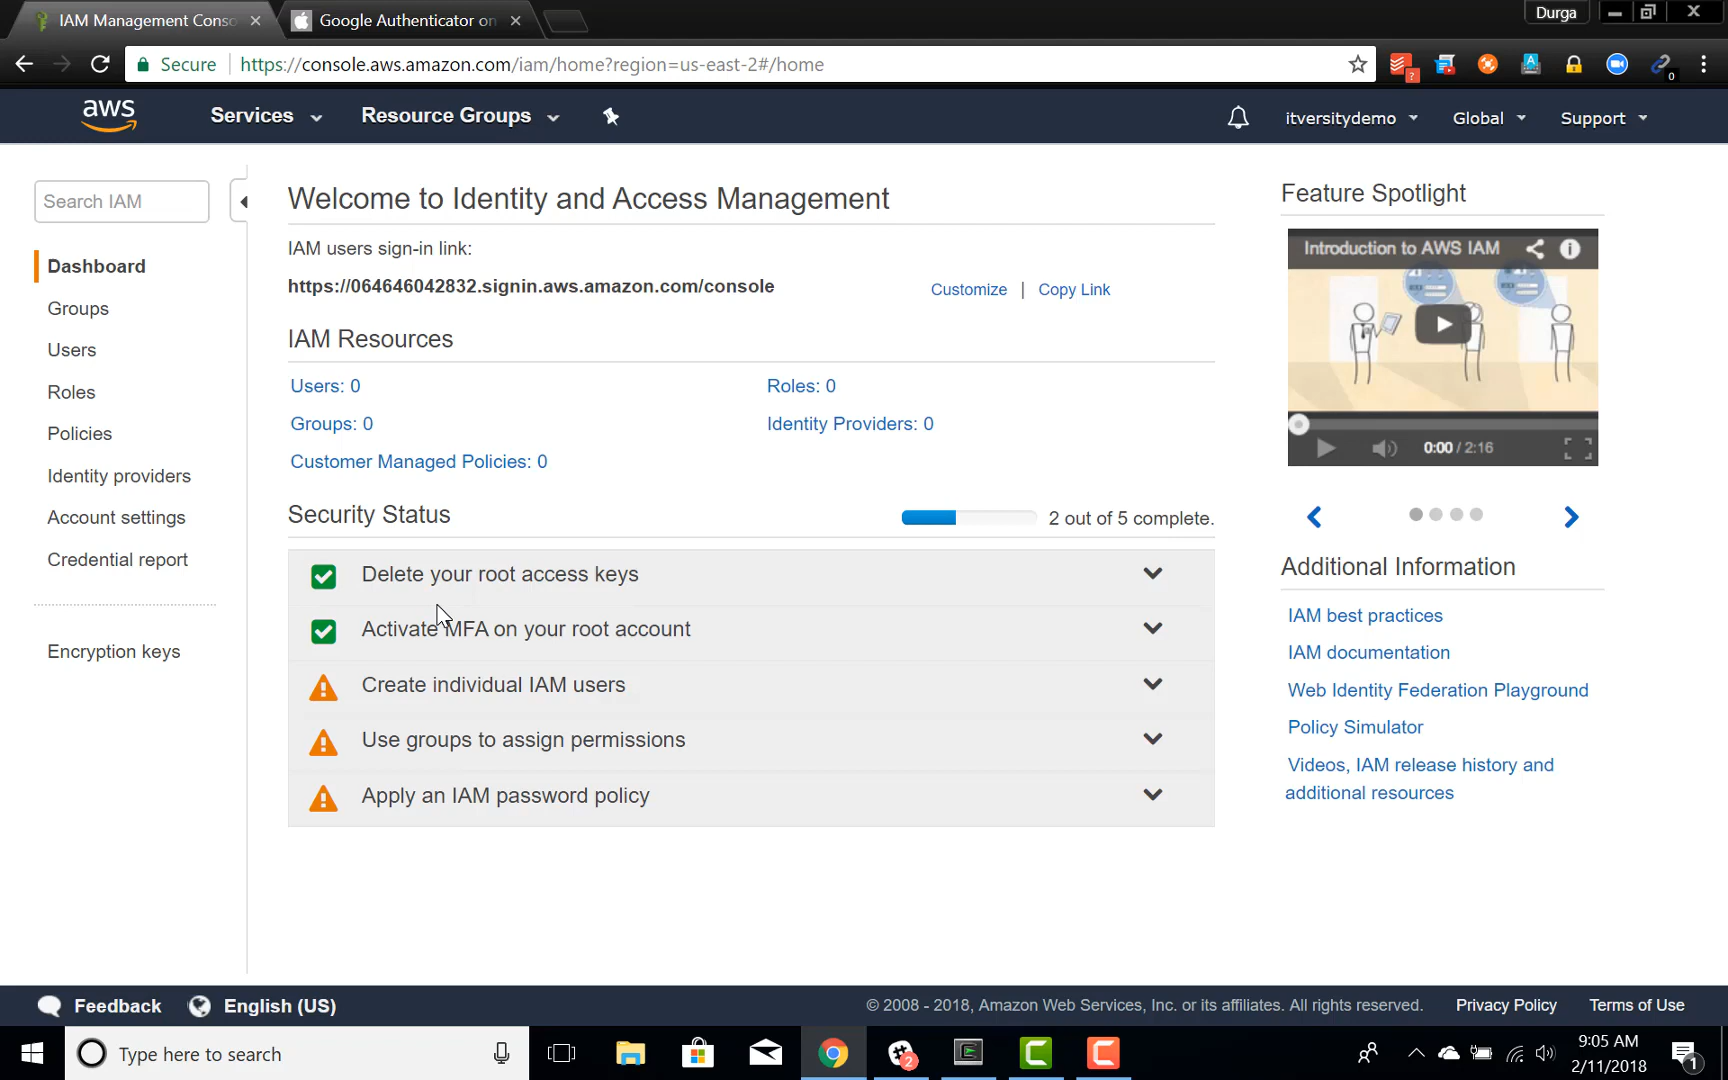 IAM Management Conso
Google Authenticator on
Durga
Secure
https://console.aws.amazon.com/iam/home?region=us-east-2#/home
?
A
0
aws
Services
Resource Groups
itversitydemo
Global
Support
Search IAM
Dashboard
Groups
Users
Roles
Policies
Identity providers
Account settings
Credential report
Encryption keys
Welcome to Identity and Access Management
IAM users sign-in link:
https://064646042832.signin.aws.amazon.com/console
Customize | Copy Link
IAM Resources
Users: 0
Roles: 0
Groups: 0
Identity Providers: 0
Customer Managed Policies: 0
Security Status
2 out of 5 complete.
Delete your root access keys
Activate MFA on your root account
Create individual IAM users
Use groups to assign permissions
Apply an IAM password policy
Feature Spotlight
Introduction to AWS IAM
0:00 / 2:16
Additional Information
IAM best practices
IAM documentation
Web Identity Federation Playground
Policy Simulator
Videos, IAM release history and
additional resources
Feedback
English (US)
© 2008 - 2018, Amazon Web Services, Inc. or its affiliates. All rights reserved.
Privacy Policy
Terms of Use
Type here to search
2
C
C
9:05 AM
2/11/2018
1